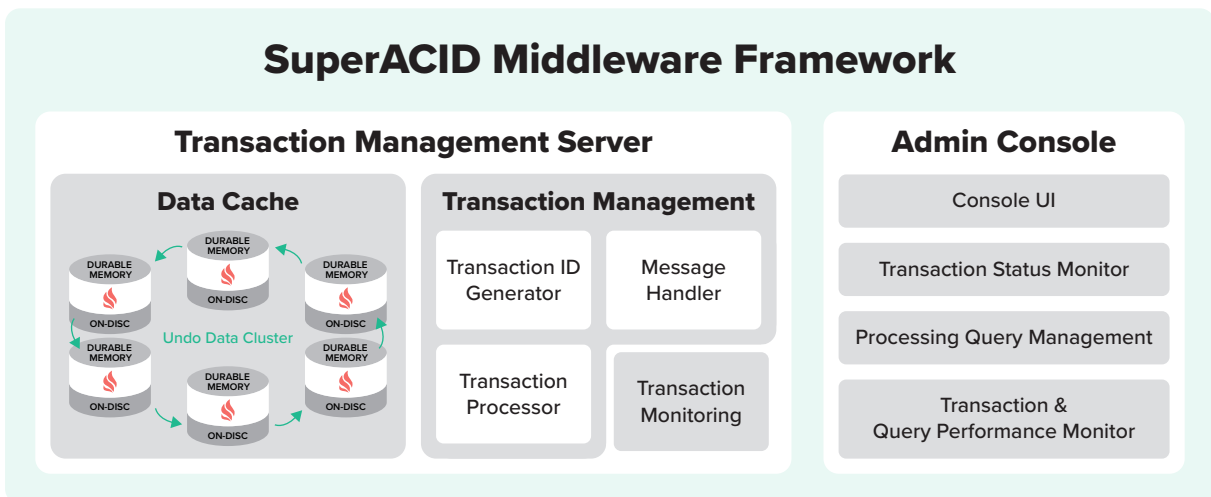 SuperACID Middleware Framework
Transaction Management Server
Data Cache
DURABLE
MEMORY
ON-DISC
DURABLE
MEMORY
ON-DISC
DURABLE
MEMORY
ON-DISC
Undo Data Cluster
DURABLE
MEMORY
ON-DISC
DURABLE
MEMORY
ON-DISC
DURABLE
MEMORY
ON-DISC
Transaction Management
Transaction ID
Generator
Message
Handler
Transaction
Processor
Transaction
Monitoring
Admin Console
Console UI
Transaction Status Monitor
Processing Query Management
Transaction &
Query Performance Monitor